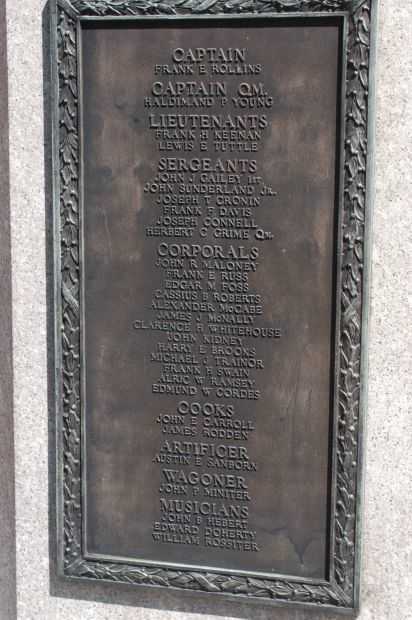 CAPTAIN
FRANK E ROLLINS
CAPTAIN QM.
HALDIMAND P YOUNG
LIEUTENANTS
FRANK H KEENAN
LEWIS E TUTTLE
SERGEANTS
JOHN J GAILEY 1ST
JOHN SUNDERLAND JR.
JOSEPH T CRONIN
FRANK F DAVIS
JOSEPH CONNELL
HERBERT C GRIME QM.
CORPORALS
JOHN R MALONEY
FRANK E RUSS
EDGAR M FOSS
CASSIUS B ROBERTS
ALEXANDER MCCABE
JAMES J MCNALLY
CLARENCE H WHITEHOUSE
JOHN KIDNEY
HARRY E BROOKS
MICHAEL J TRAINOR
FRANK H SWAIN
ALRIC W RAMSEY
EDMUND W CORDES
COOKS
JOHN E CARROLL
JAMES RODDEN
ARTIFICER
AUSTIN E SANBORN
WAGONER
JOHN P MINITER
MUSICIANS
JOHN B HEBERT
EDWARD DOHERTY
WILLIAM ROSSITER